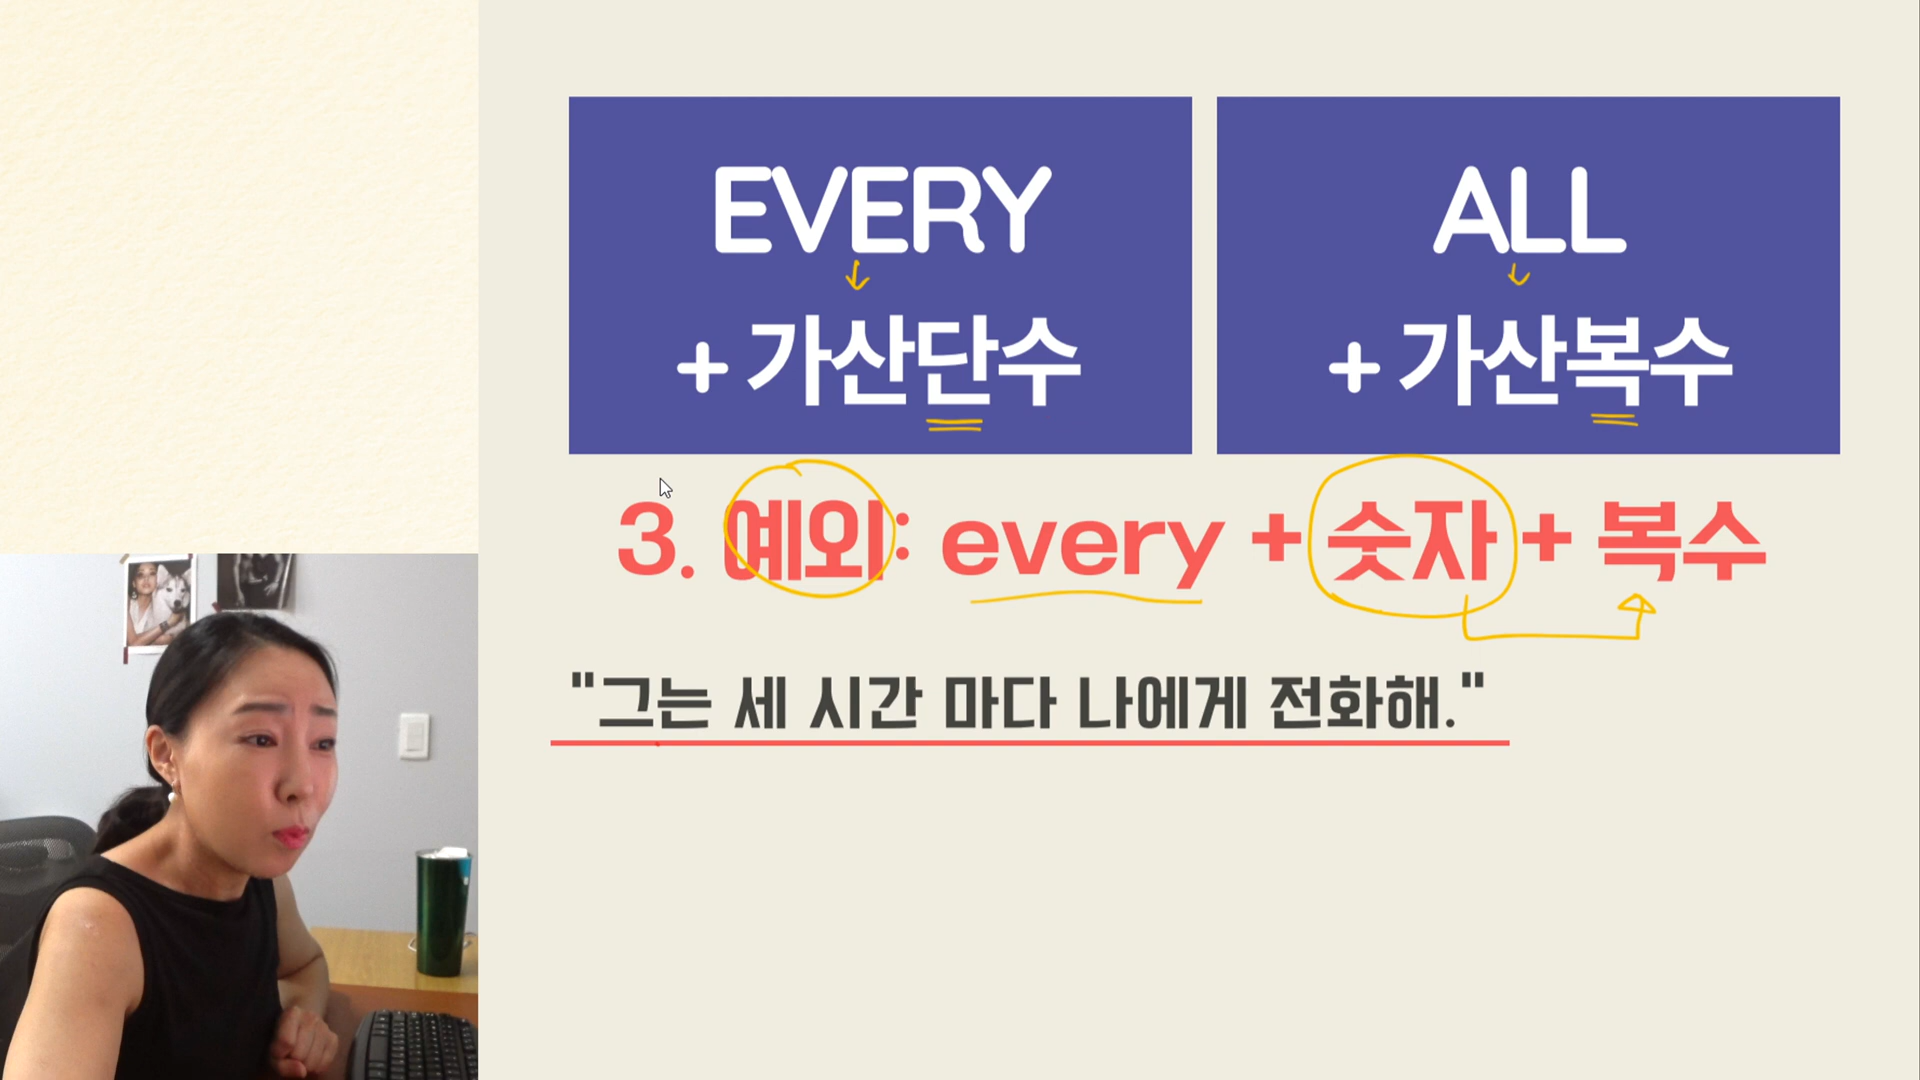 EVERY
+ 가산단수
ALL
+ 가산복수
3. 예외: every + 숫자 + 복수
"그는 세 시간 마다 나에게 전화해."